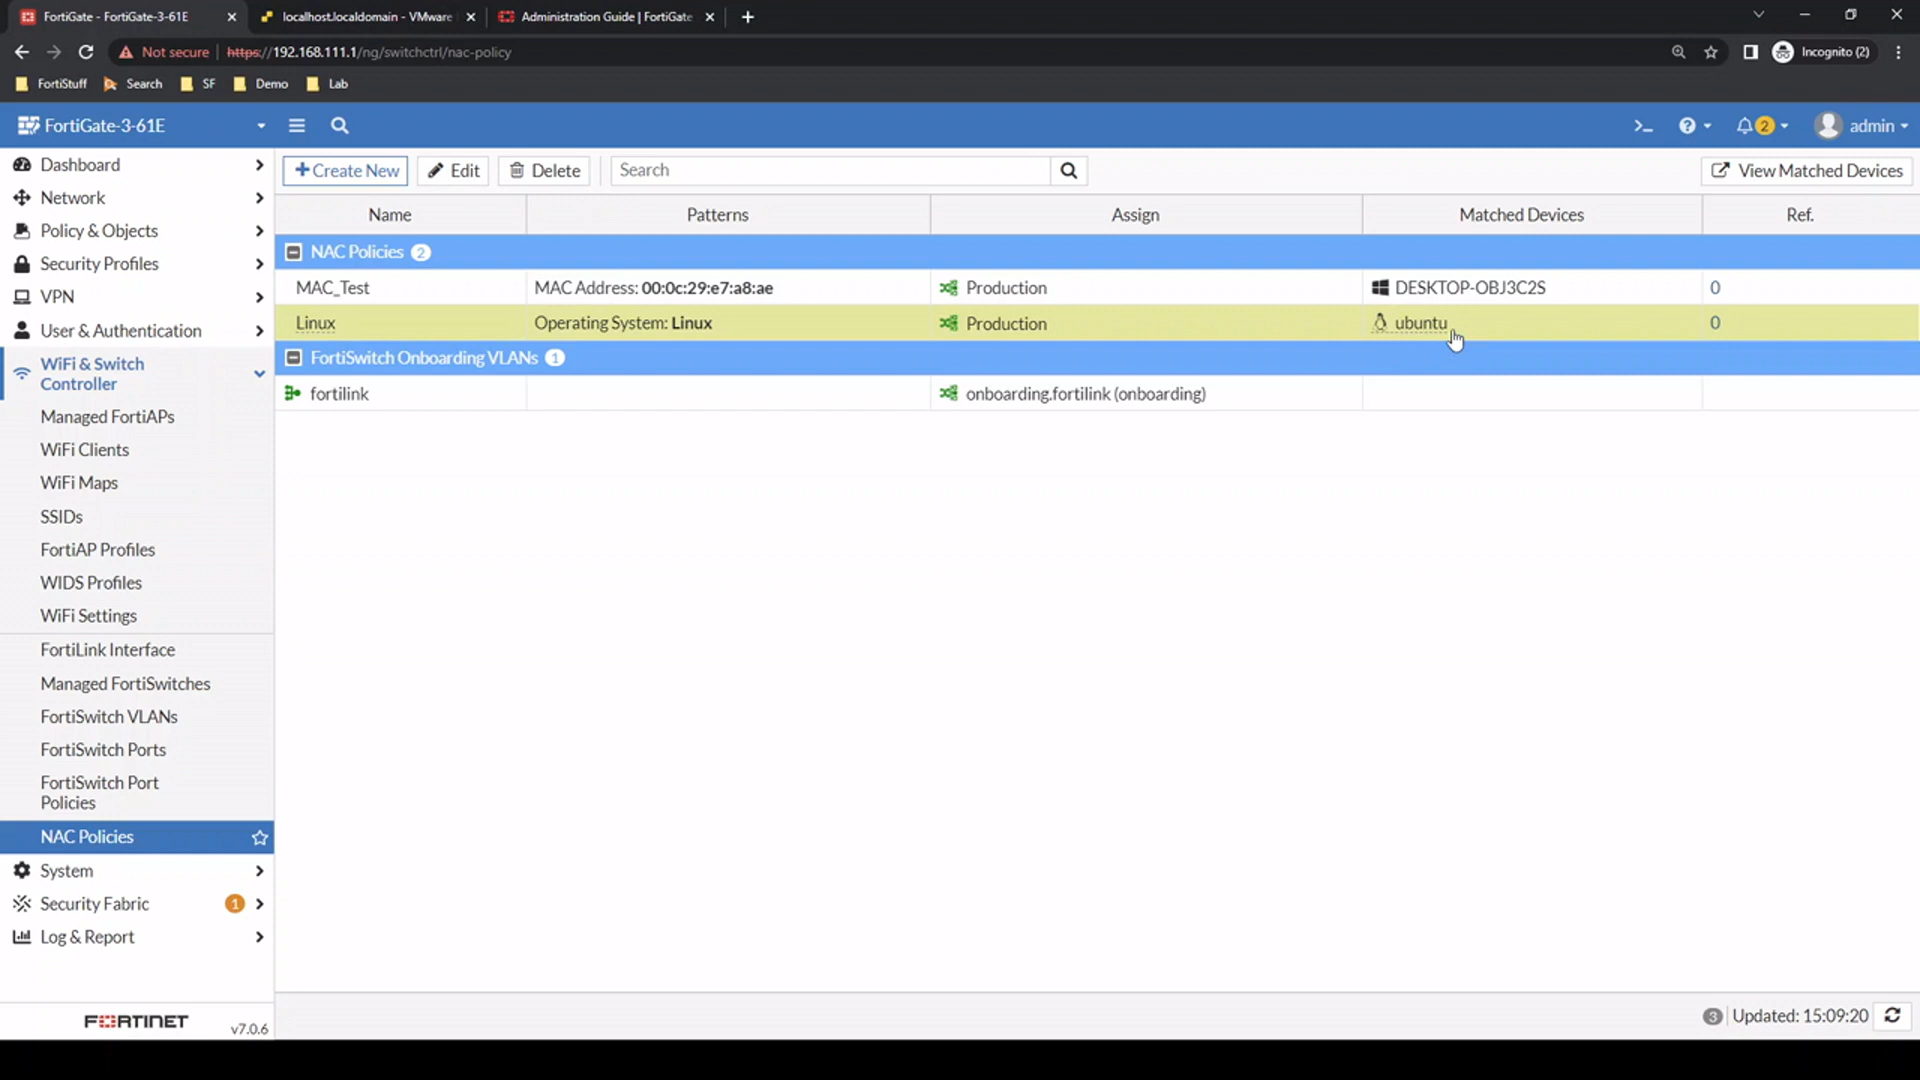 FortiGate - FortiGate-3-61E
localhost.localdomain - VMware
Administration Guide | FortiGate
Not secure
https://192.168.111.1/ng/switchctrl/nac-policy
Incognito (2)
FortiStuff
Search
SF
Demo
Lab
FortiGate-3-61E
>_
2
admin
Dashboard
Network
Policy & Objects
Security Profiles
VPN
User & Authentication
WiFi & Switch
Controller
Managed FortiAPs
WiFi Clients
WiFi Maps
SSIDs
FortiAP Profiles
WIDS Profiles
WiFi Settings
FortiLink Interface
Managed FortiSwitches
FortiSwitch VLANs
FortiSwitch Ports
FortiSwitch Port
Policies
NAC Policies
System
Security Fabric 1
Log & Report
FORTINET
v7.0.6
+Create New
Edit
Delete
Search
View Matched Devices
Name Patterns Assign Matched Devices Ref.
NAC Policies 2
MAC_Test MAC Address: 00:0c:29:e7:a8:ae Production DESKTOP-OBJ3C2S 0
Linux Operating System: Linux Production ubuntu 0
FortiSwitch Onboarding VLANs 1
fortilink onboarding.fortilink (onboarding)
3 Updated: 15:09:20